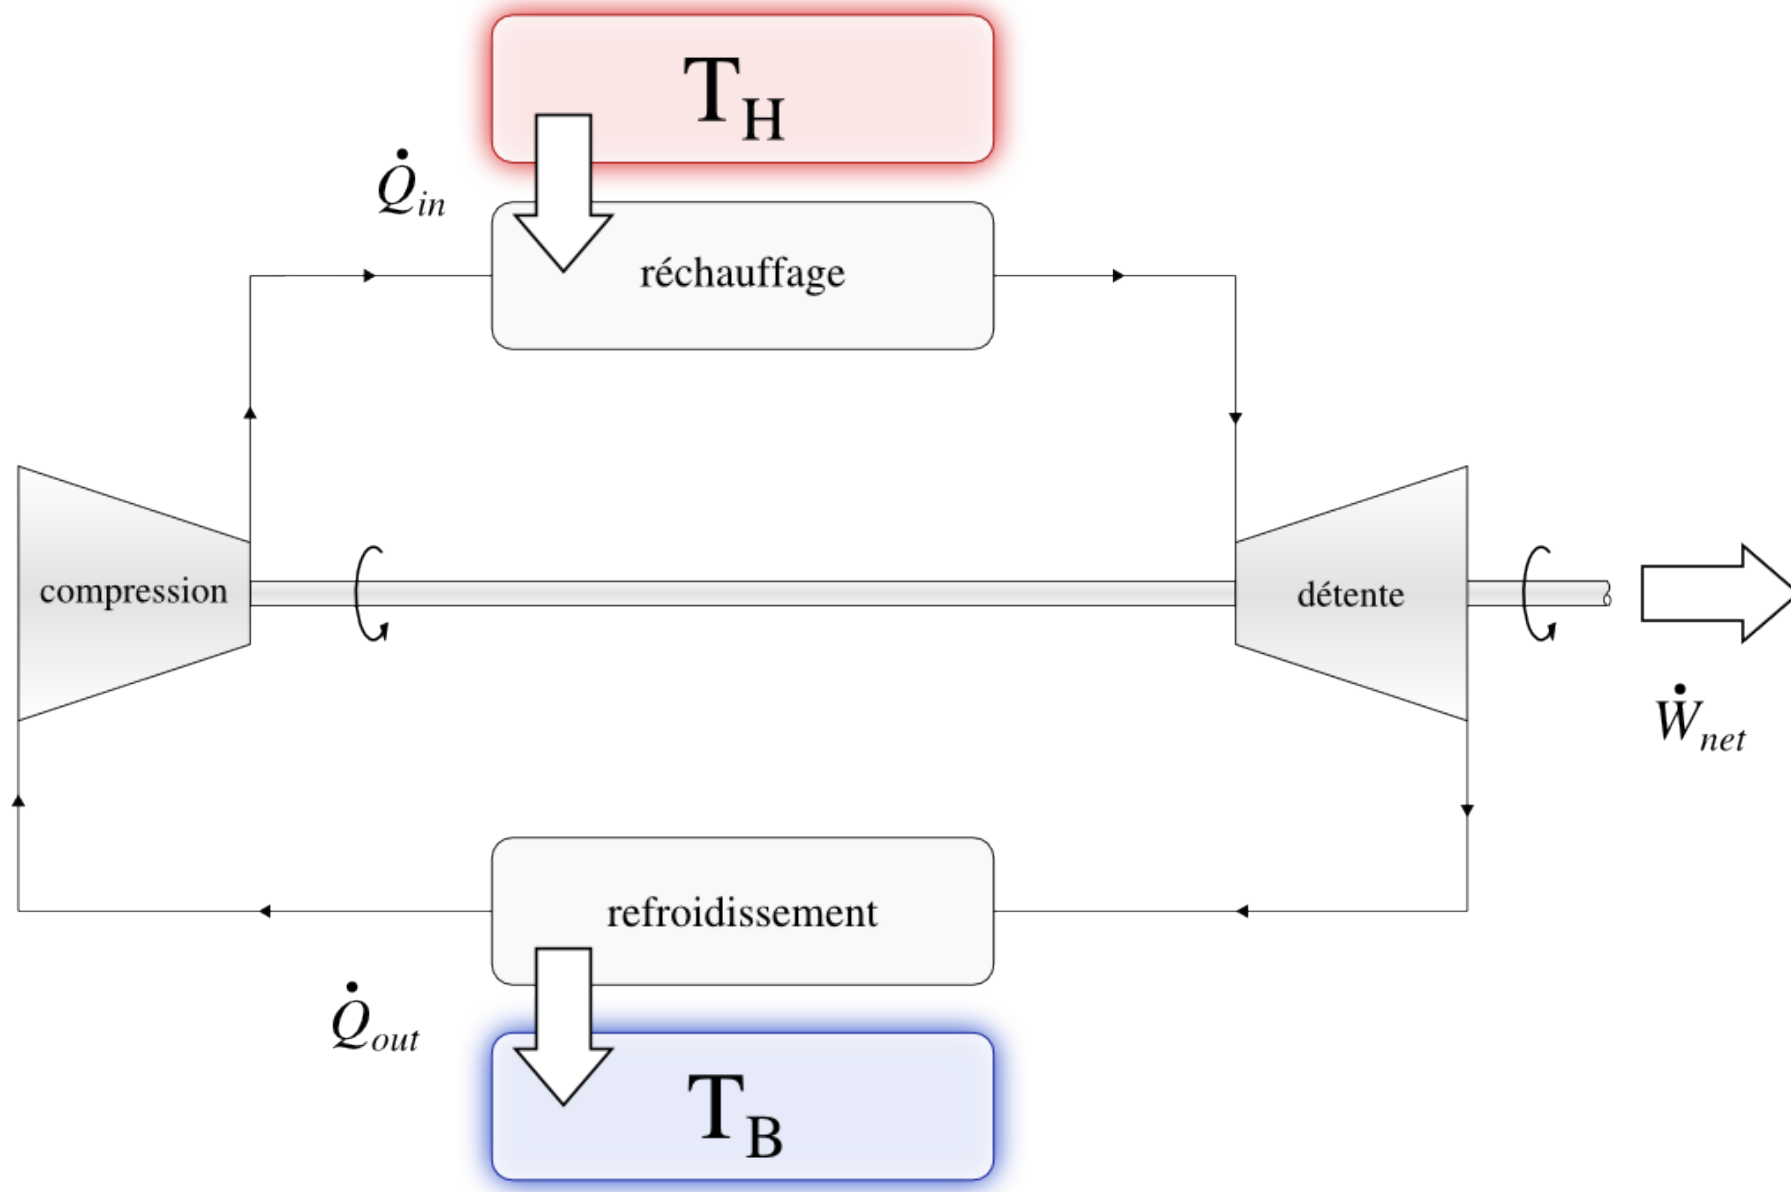 T_H
Q̇_in
réchauffage
compression
détente
Ẇ_net
refroidissement
Q̇_out
T_B